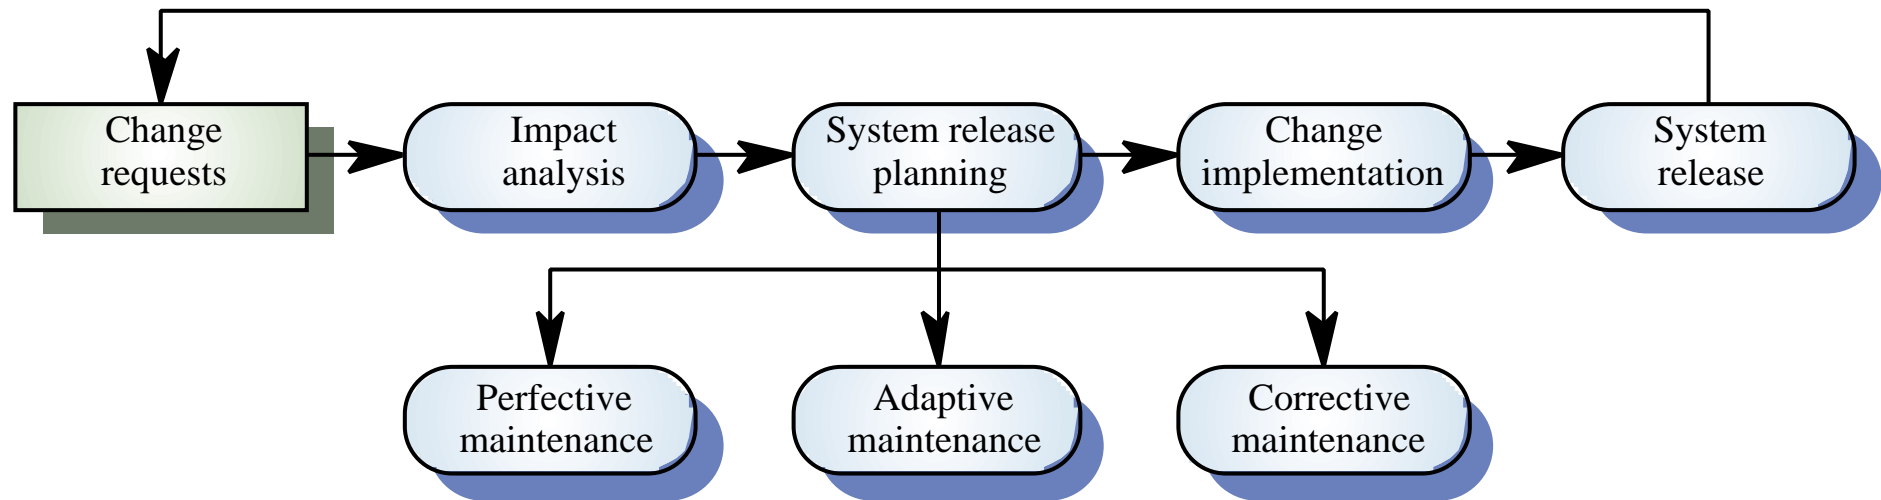 Change
requests
Impact
analysis
System release
planning
Change
implementation
System
release
Perfective
maintenance
Adaptive
maintenance
Corrective
maintenance